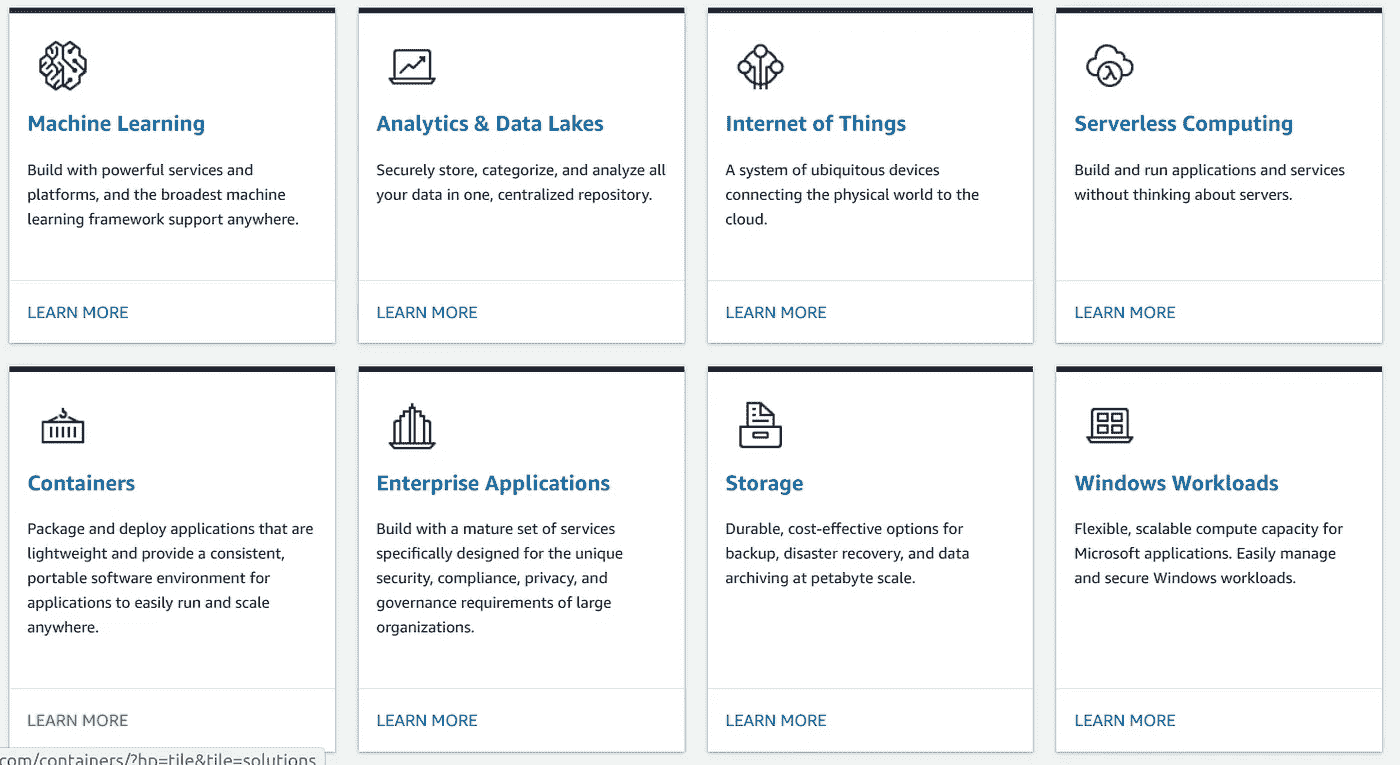 Machine Learning
Build with powerful services and
platforms, and the broadest machine
learning framework support anywhere.
LEARN MORE
Analytics & Data Lakes
Securely store, categorize, and analyze all
your data in one, centralized repository.
LEARN MORE
Internet of Things
A system of ubiquitous devices
connecting the physical world to the
cloud.
LEARN MORE
Serverless Computing
Build and run applications and services
without thinking about servers.
LEARN MORE
Containers
Package and deploy applications that are
lightweight and provide a consistent,
portable software environment for
applications to easily run and scale
anywhere.
LEARN MORE
Enterprise Applications
Build with a mature set of services
specifically designed for the unique
security, compliance, privacy, and
governance requirements of large
organizations.
LEARN MORE
Storage
Durable, cost-effective options for
backup, disaster recovery, and data
archiving at petabyte scale.
LEARN MORE
Windows Workloads
Flexible, scalable compute capacity for
Microsoft applications. Easily manage
and secure Windows workloads.
LEARN MORE
com/containers/?hp=tile&tile=solutions